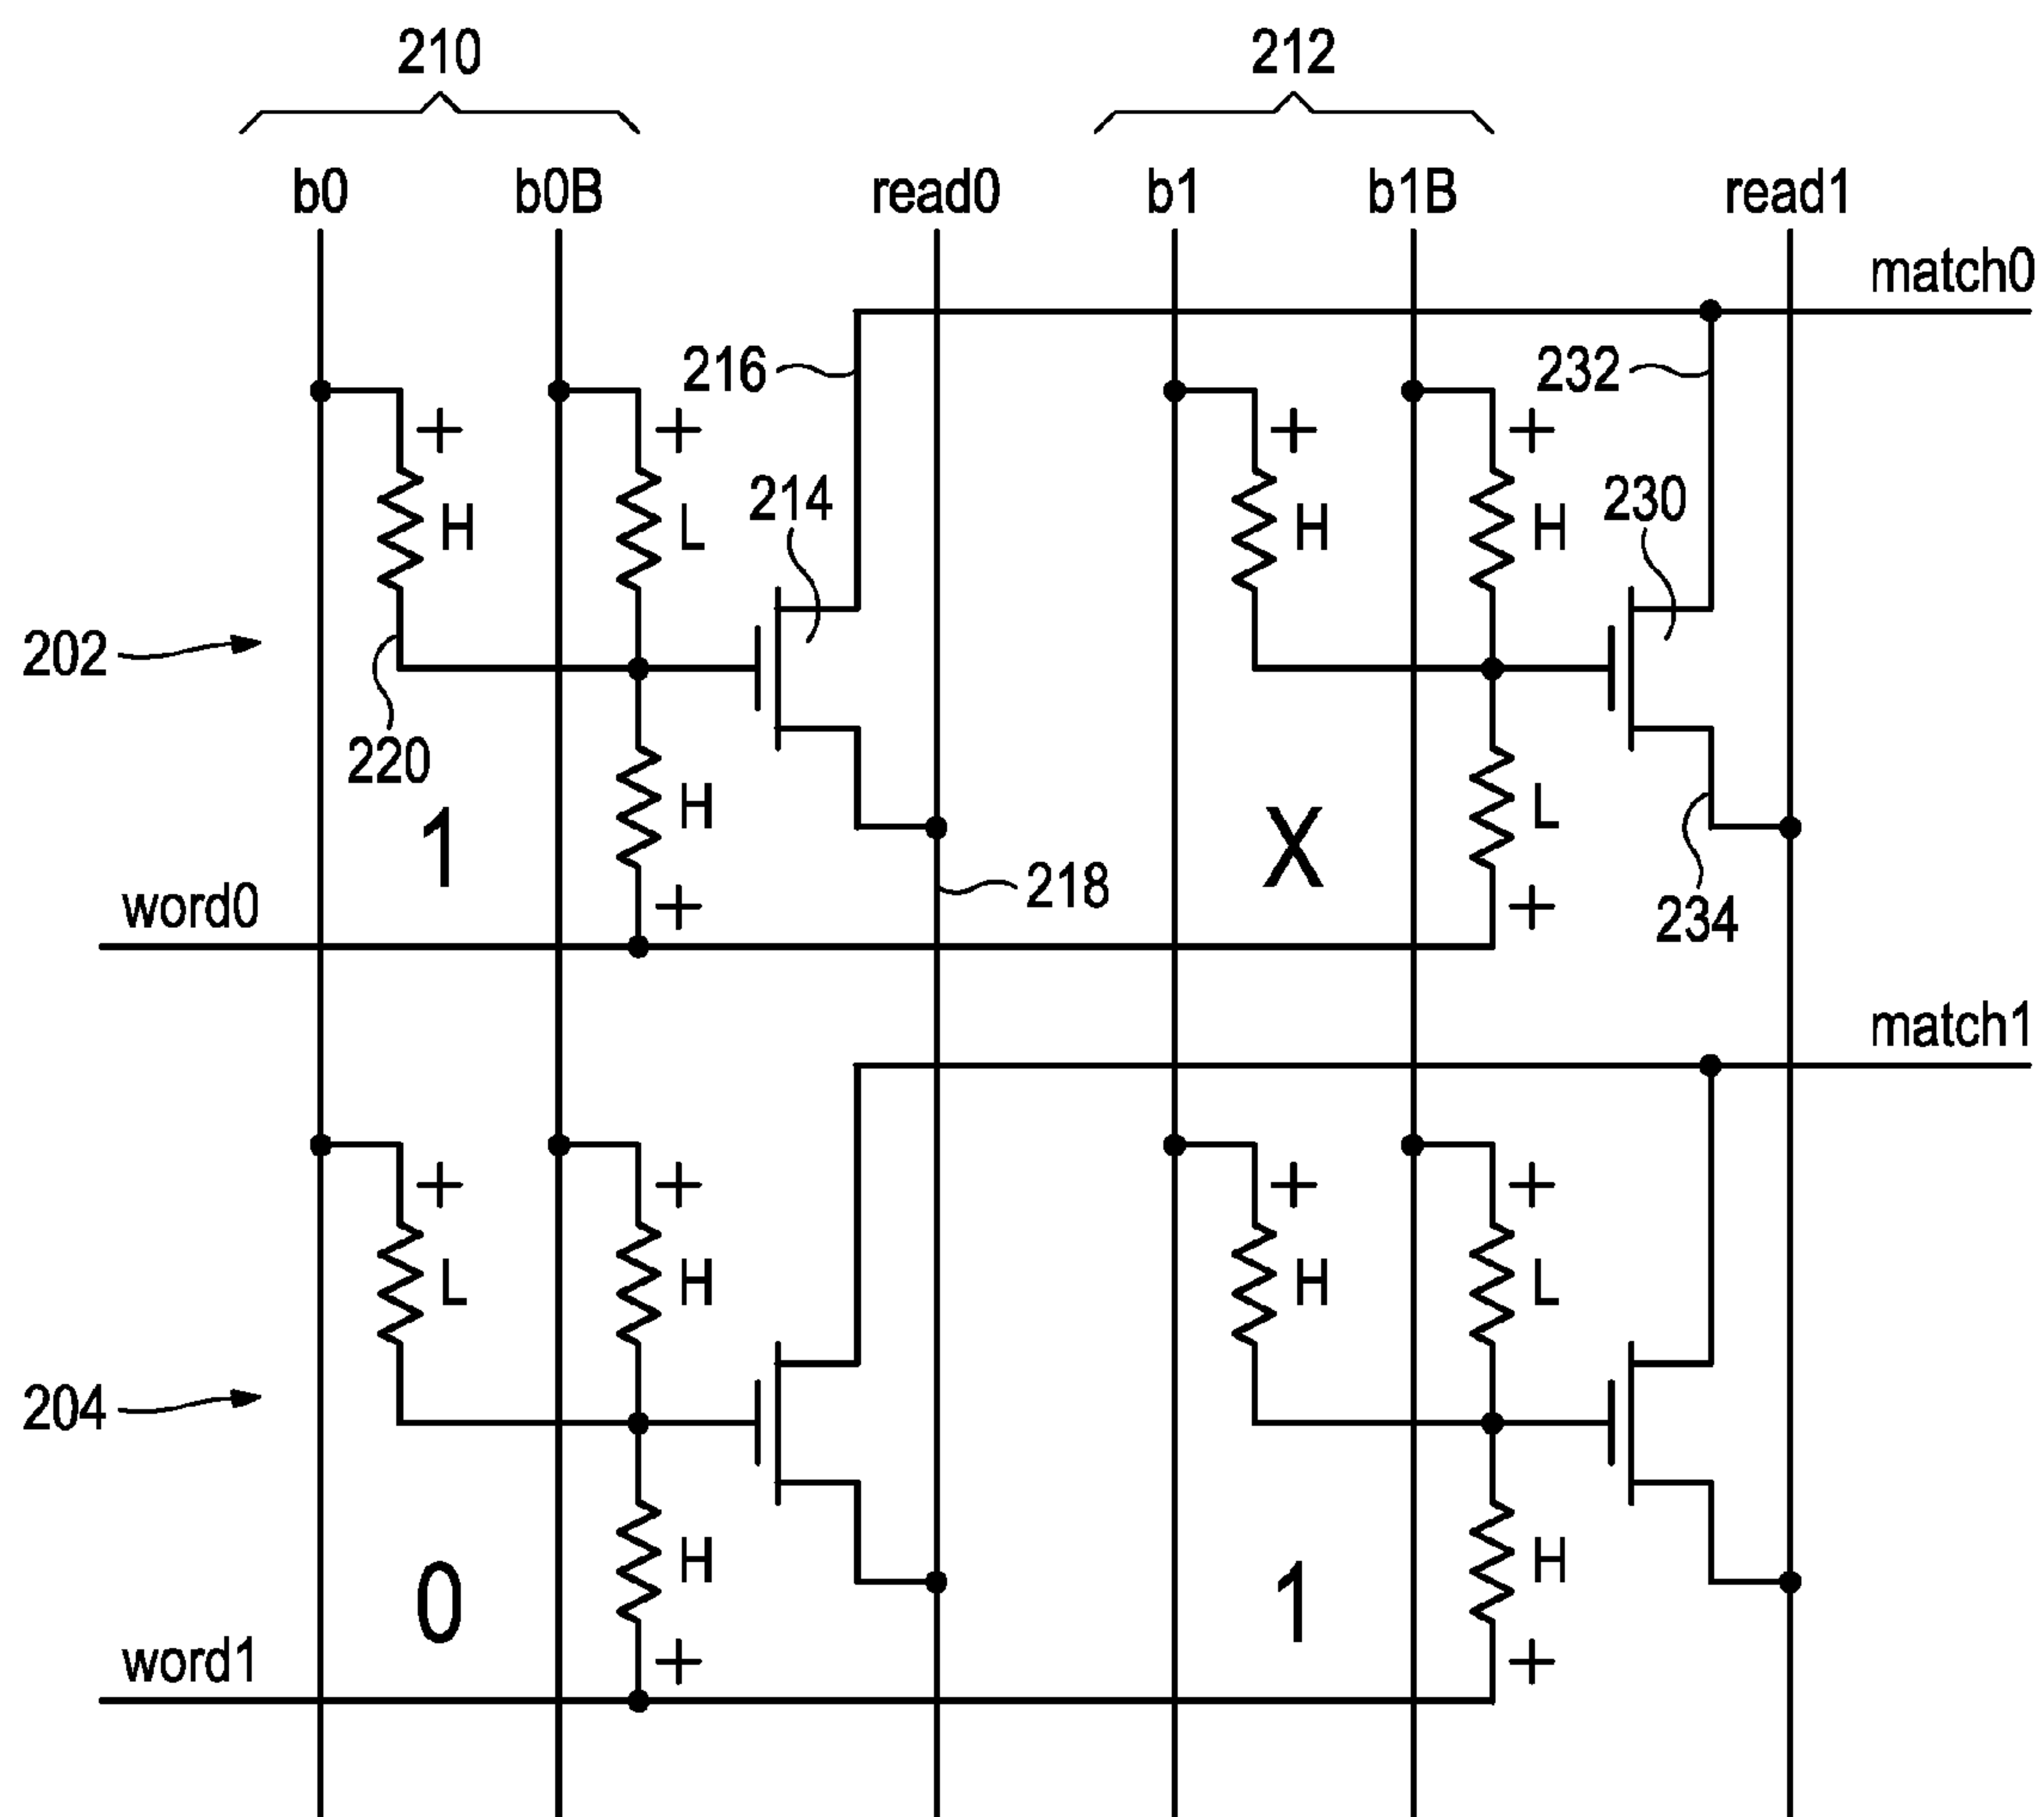 210 212
b0 b0B read0 b1 b1B read1
match0
216 232
+ + + +
214 230
H L H H
202
220
H L
1 X
218
234
word0 + +
match1
+ + + +
L H H L
204
H H
0 1
word1 + +